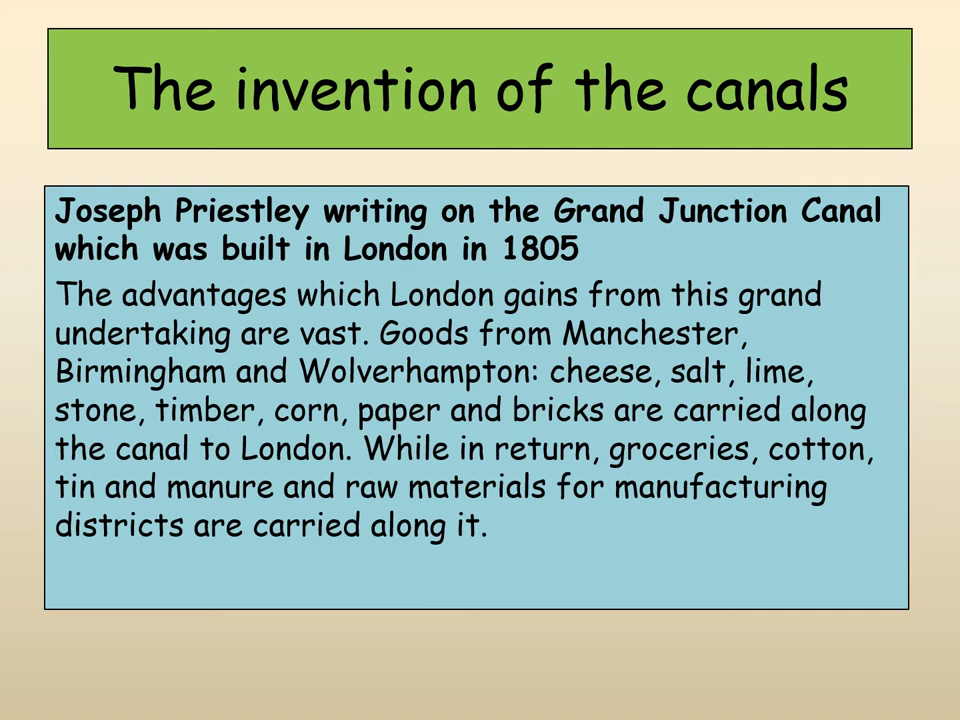 The invention of the canals
Joseph Priestley writing on the Grand Junction Canal
which was built in London in 1805
The advantages which London gains from this grand
undertaking are vast. Goods from Manchester,
Birmingham and Wolverhampton: cheese, salt, lime,
stone, timber, corn, paper and bricks are carried along
the canal to London. While in return, groceries, cotton,
tin and manure and raw materials for manufacturing
districts are carried along it.